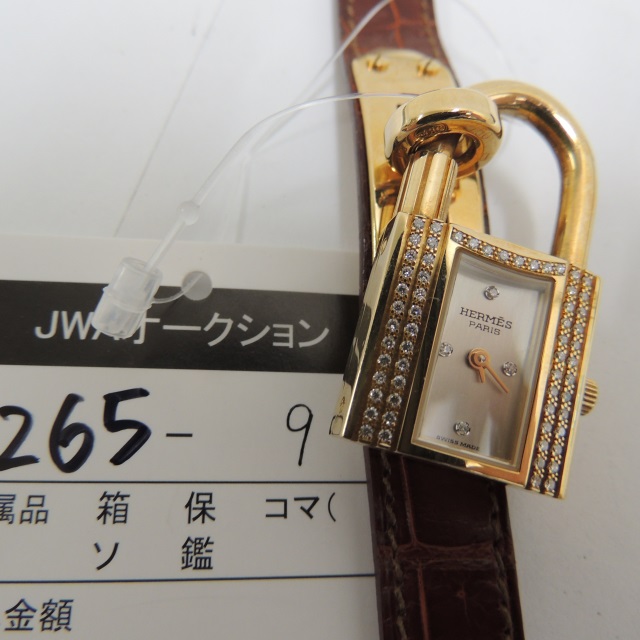 JWAオークション
265- 9
属品 箱 保 コマ(
ソ 鑑
金額
HERMÈS
PARIS
SWISS MADE